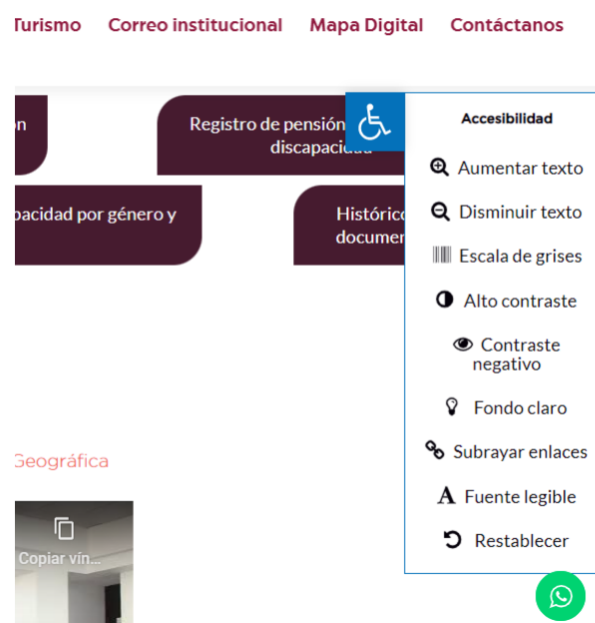 Turismo Correo institucional Mapa Digital Contáctanos
Registro de pensión
discapacidad
pacidad por género y
Histórico
documen
Accesibilidad
Aumentar texto
Disminuir texto
Escala de grises
Alto contraste
Contraste
negativo
Fondo claro
Subrayar enlaces
Fuente legible
Restablecer
Geográfica
Copiar vín...